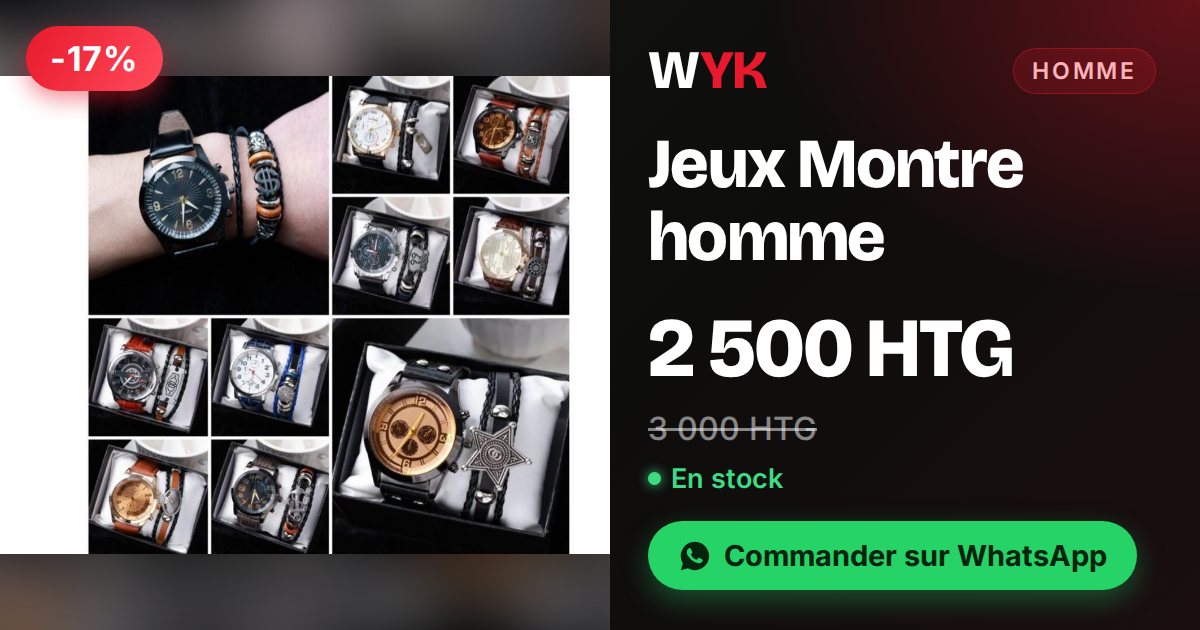 -17%
WYK
HOMME
Jeux Montre
homme
2 500 HTG
3 000 HTG
En stock
Commander sur WhatsApp